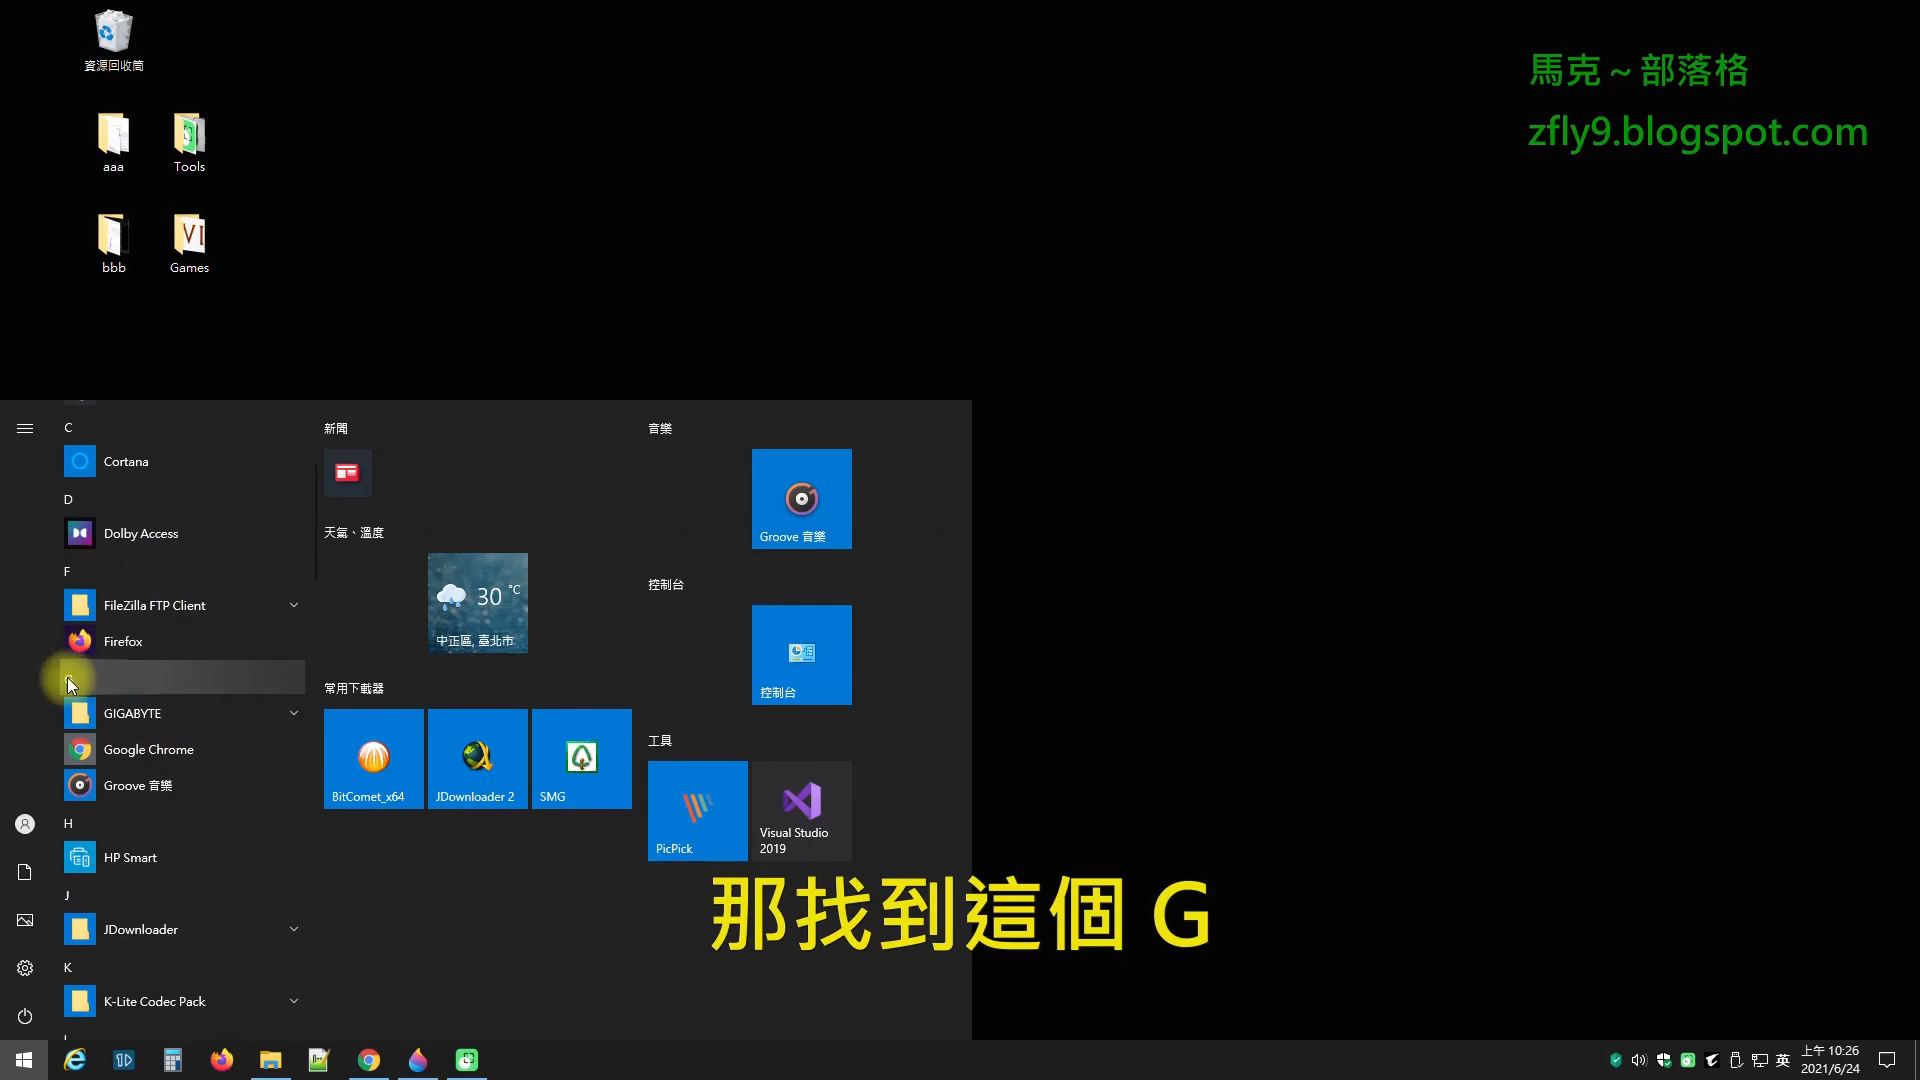 資源回收筒
馬克～部落格
zfly9.blogspot.com
aaa
Tools
bbb
Games
C
Cortana
D
Dolby Access
F
FileZilla FTP Client
Firefox
GIGABYTE
Google Chrome
Groove 音樂
H
HP Smart
J
JDownloader
K
K-Lite Codec Pack
新聞
天氣、溫度
30 °C
中正區, 臺北市
常用下載器
BitComet_x64
JDownloader 2
SMG
音樂
Groove 音樂
控制台
控制台
工具
PicPick
Visual Studio
2019
那找到這個 G
英
上午 10:26
2021/6/24